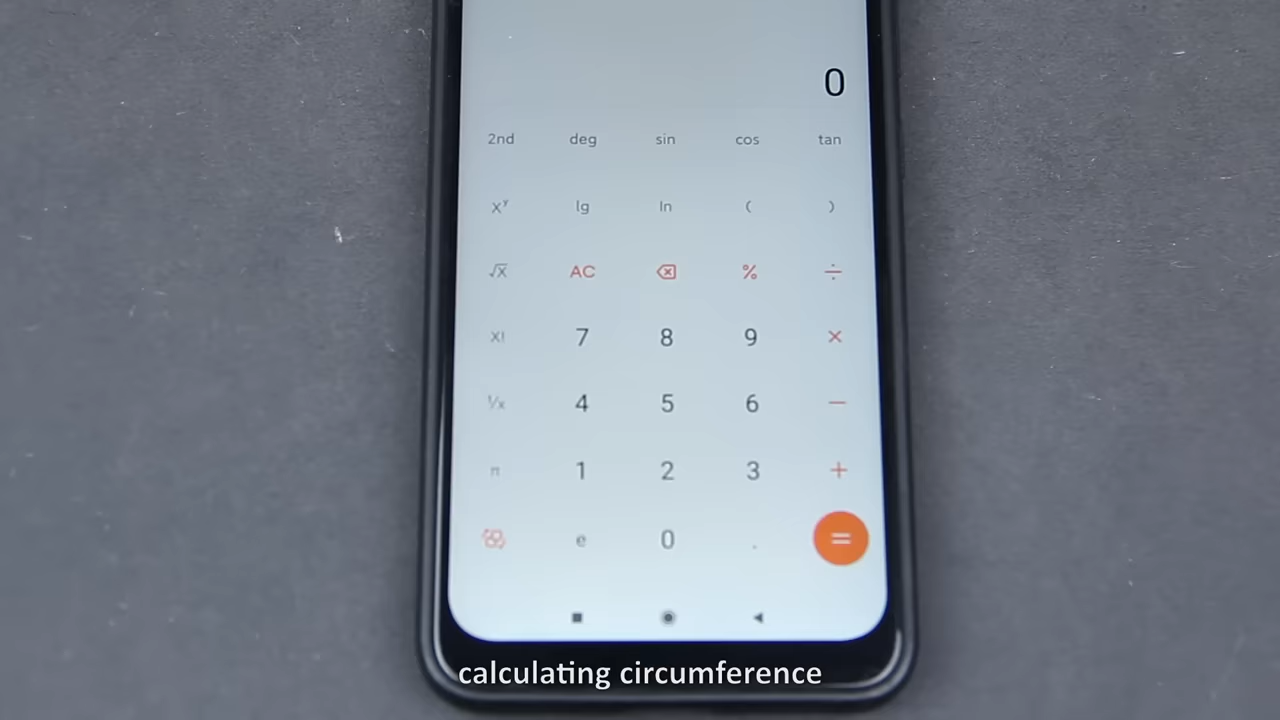 0
2nd deg sin cos tan
xʸ lg ln ( )
√x AC % ÷
x! 7 8 9 ×
¹/x 4 5 6 −
π 1 2 3 +
e 0 . =
calculating circumference